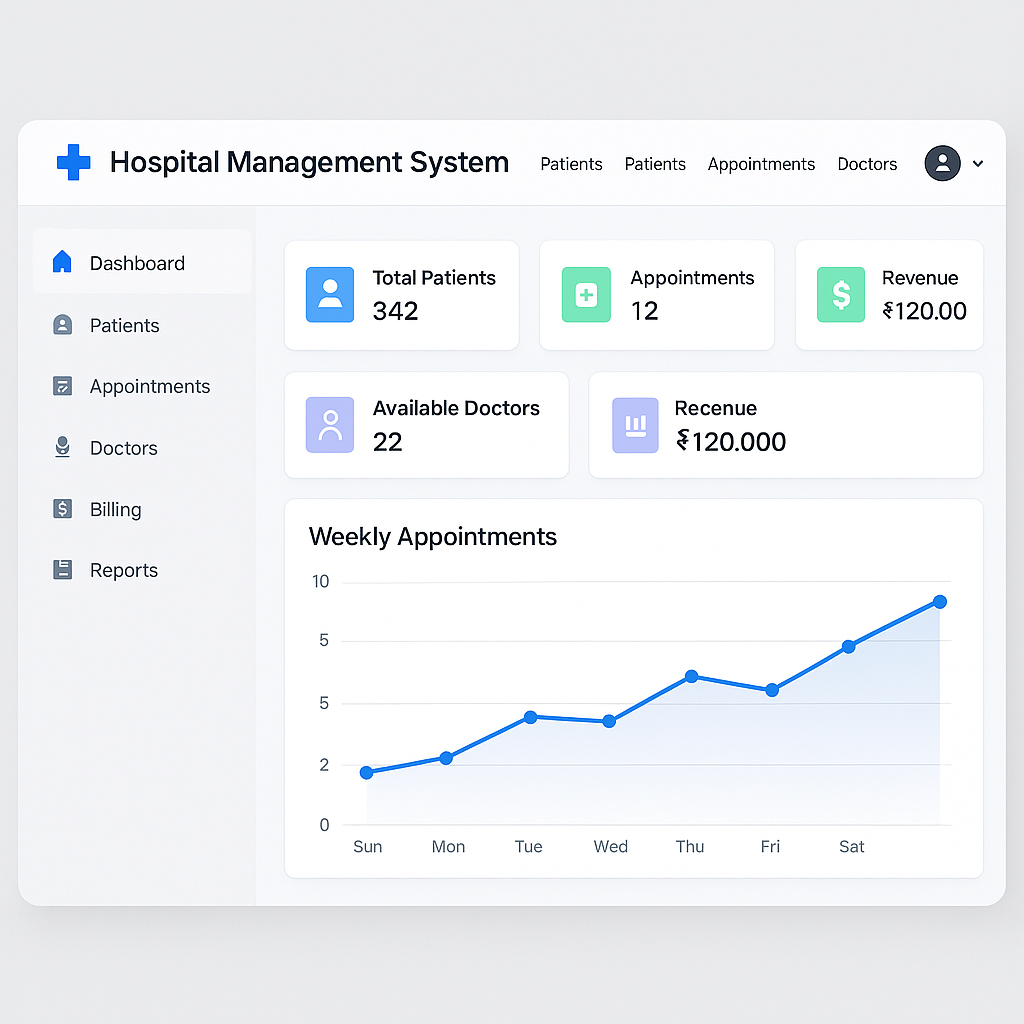 Hospital Management System
Patients Patients Appointments Doctors
Dashboard
Patients
Appointments
Doctors
Billing
Reports
Total Patients
342
Appointments
12
Revenue
₹120.00
Available Doctors
22
Recenue
₹120.000
Weekly Appointments
10
5
5
2
0
Sun Mon Tue Wed Thu Fri Sat